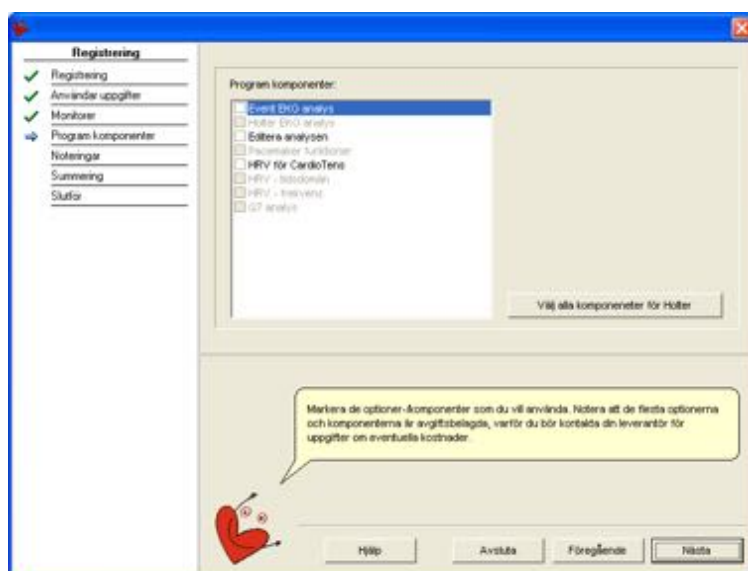 Registrering
Registrering
Användar uppgifter
Monitorer
Program komponenter
Noteringar
Summering
Slutför
Program komponenter:
Event EKG analys
Holter EKG analys
Editera analysen
Pacemaker funktioner
HRV för CardioTens
HRV - tidsdomän
HRV - frekvens
QT analys
Välj alla komponeneter för Holter
Markera de optioner-/komponenter som du vill använda. Notera att de flesta optionerna
och komponenterna är avgiftsbelagda, varför du bör kontakta din leverantör för
uppgifter om eventuella kostnader.
Hjälp
Avsluta
Föregående
Nästa